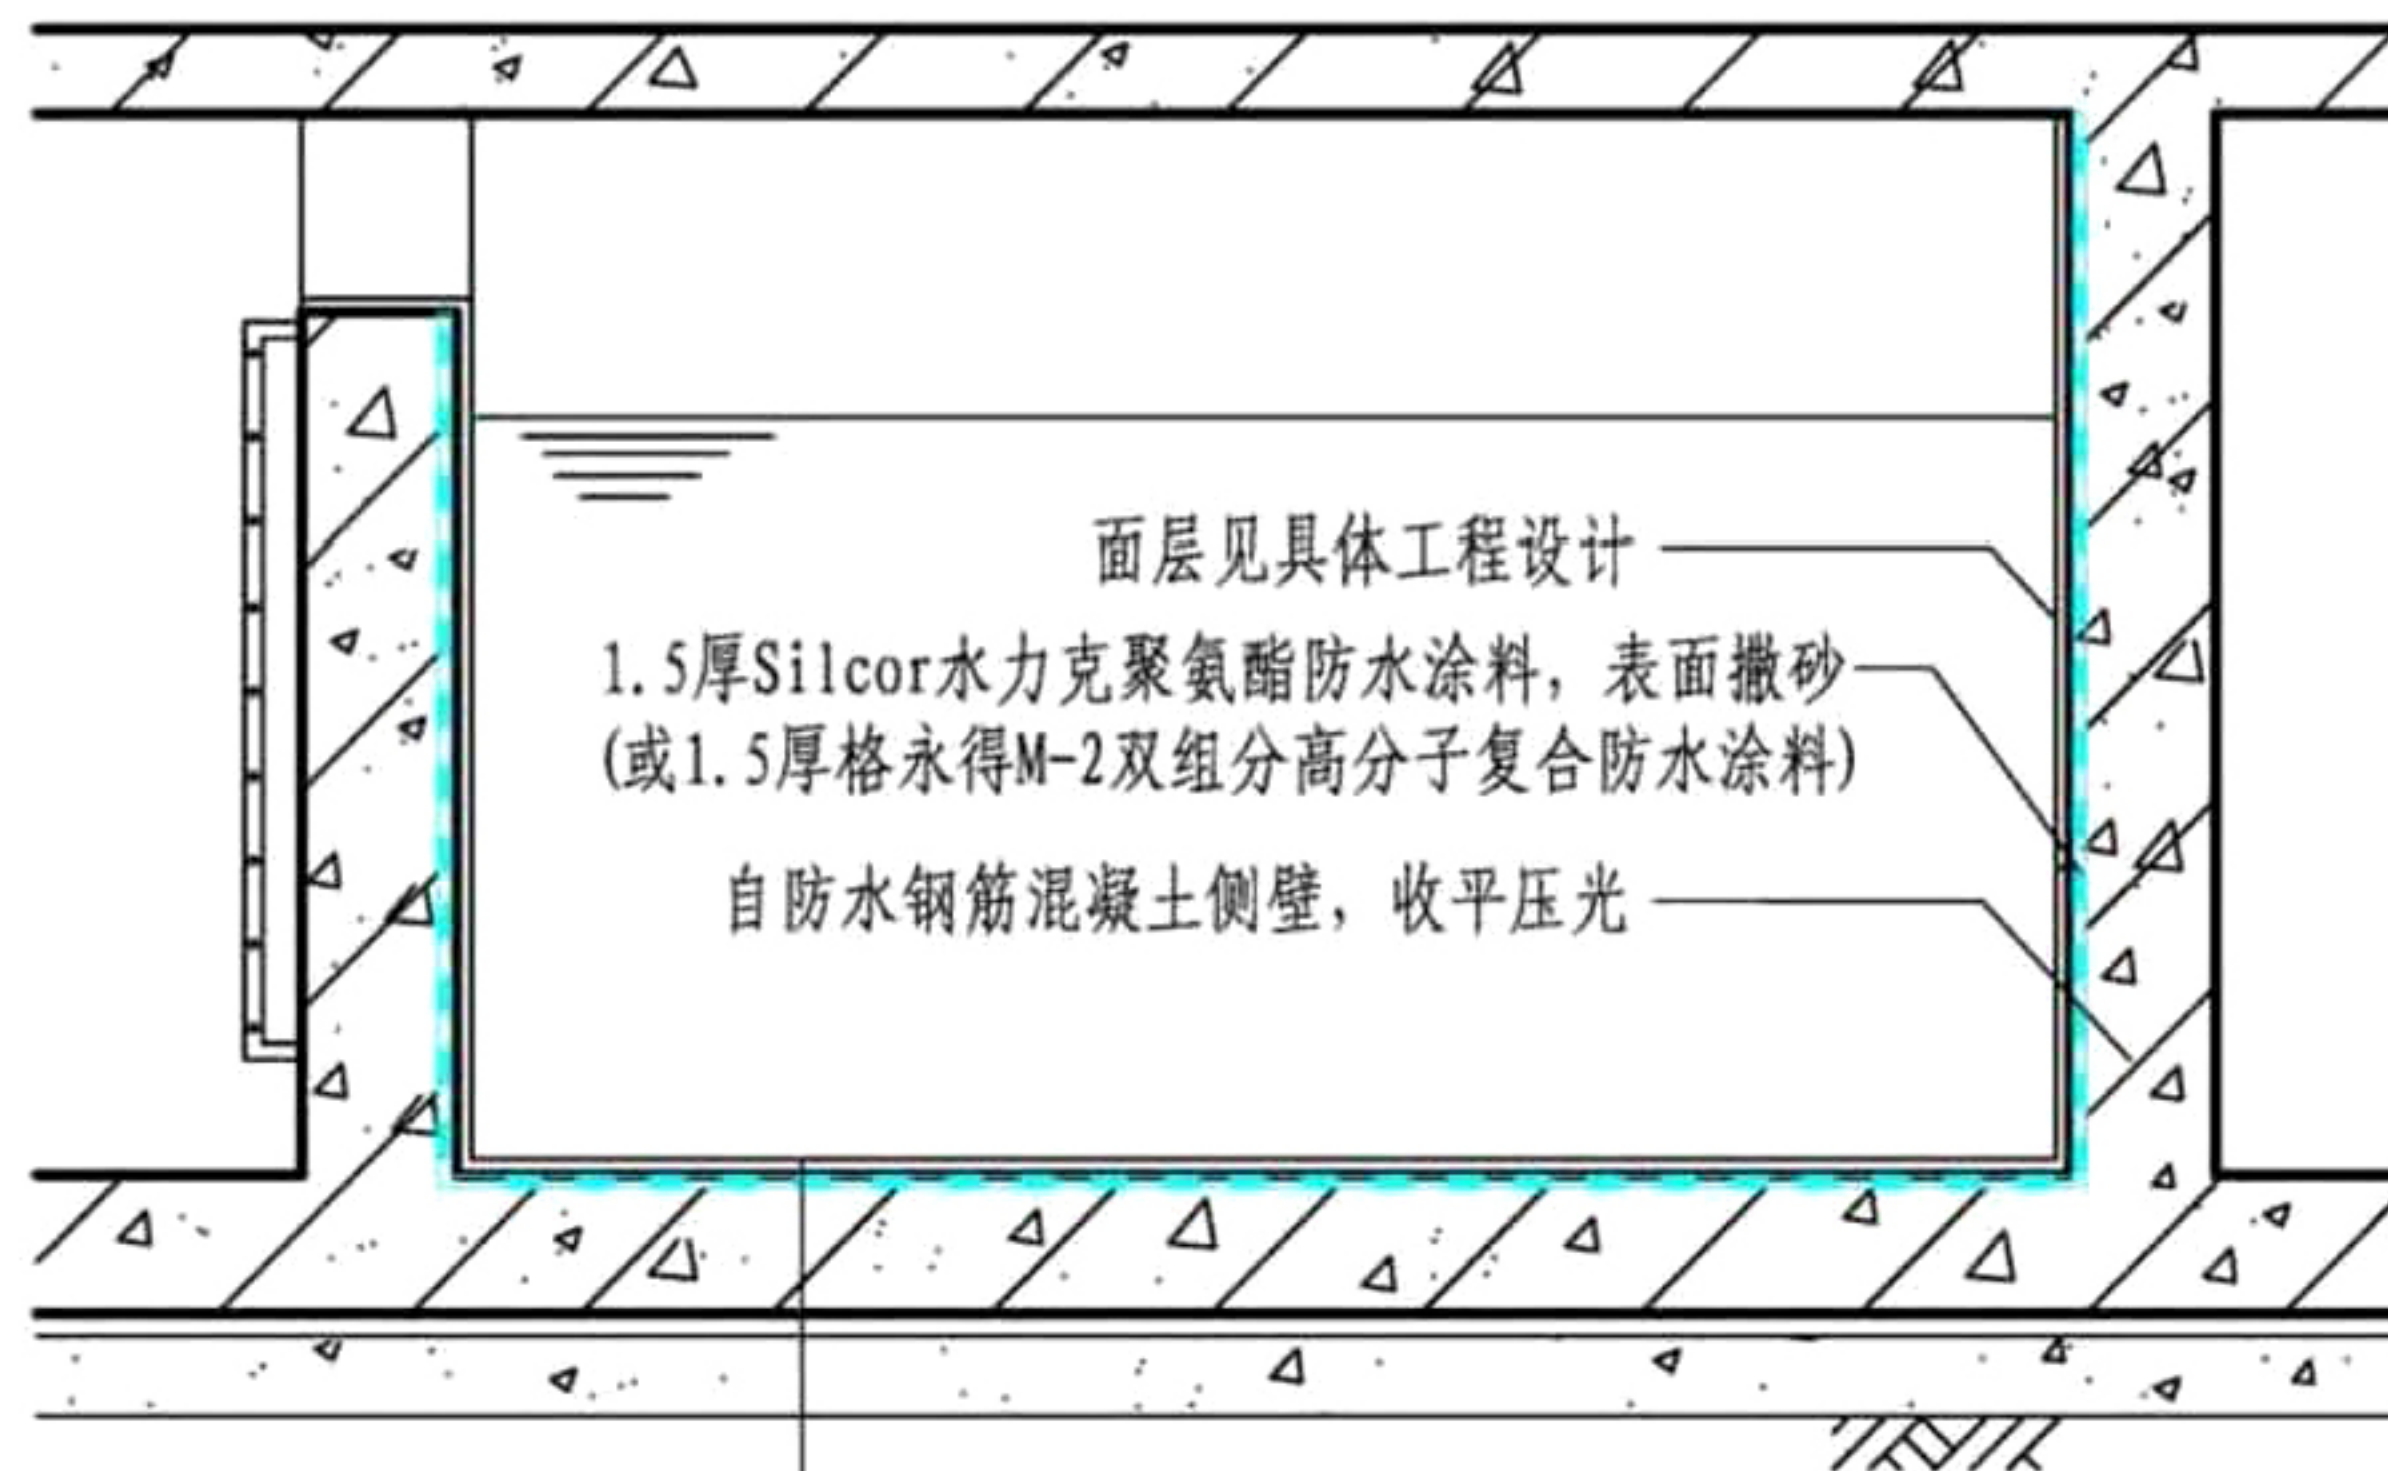 面层见具体工程设计
1.5厚Silcor水力克聚氨酯防水涂料，表面撒砂
(或1.5厚格永得M-2双组分高分子复合防水涂料)
自防水钢筋混凝土侧壁，收平压光